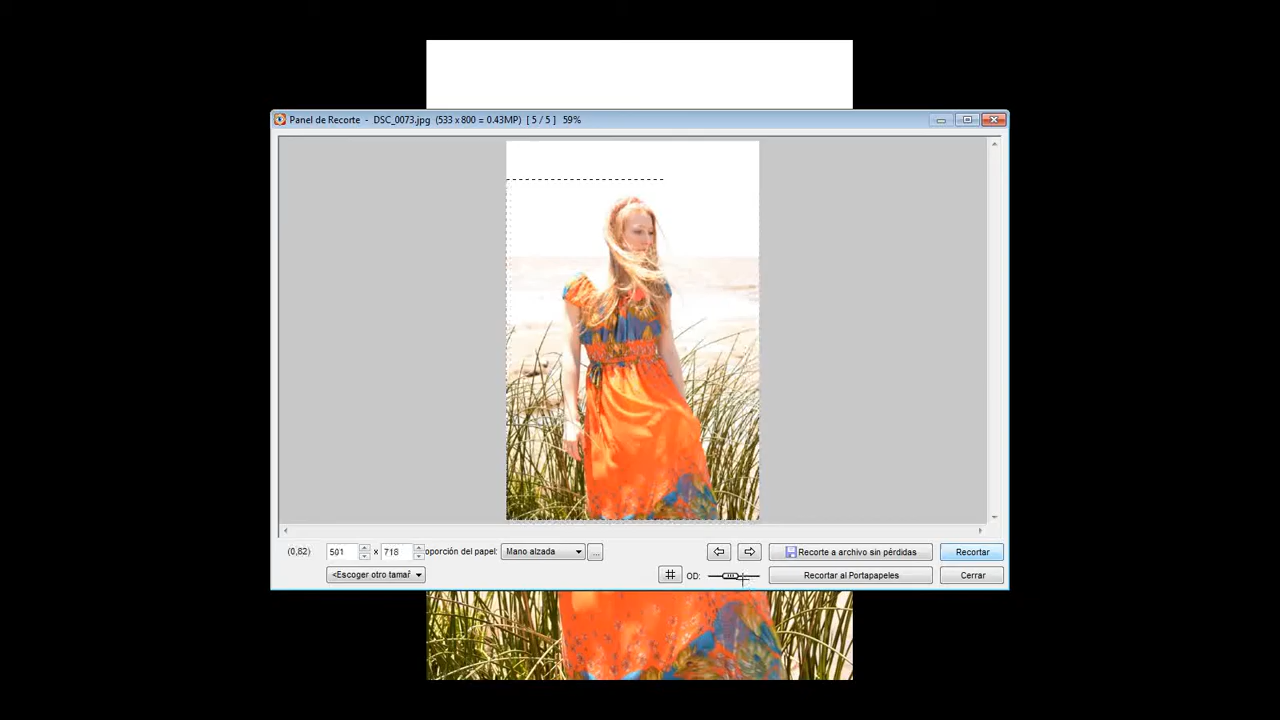 Panel de Recorte - DSC_0073.jpg (533 x 800 = 0.43MP) [ 5 / 5 ] 59%
(0,82) 501 x 718 oporción del papel: Mano alzada ... Recorte a archivo sin pérdidas Recortar
<Escoger otro tamañ OD: Recortar al Portapapeles Cerrar